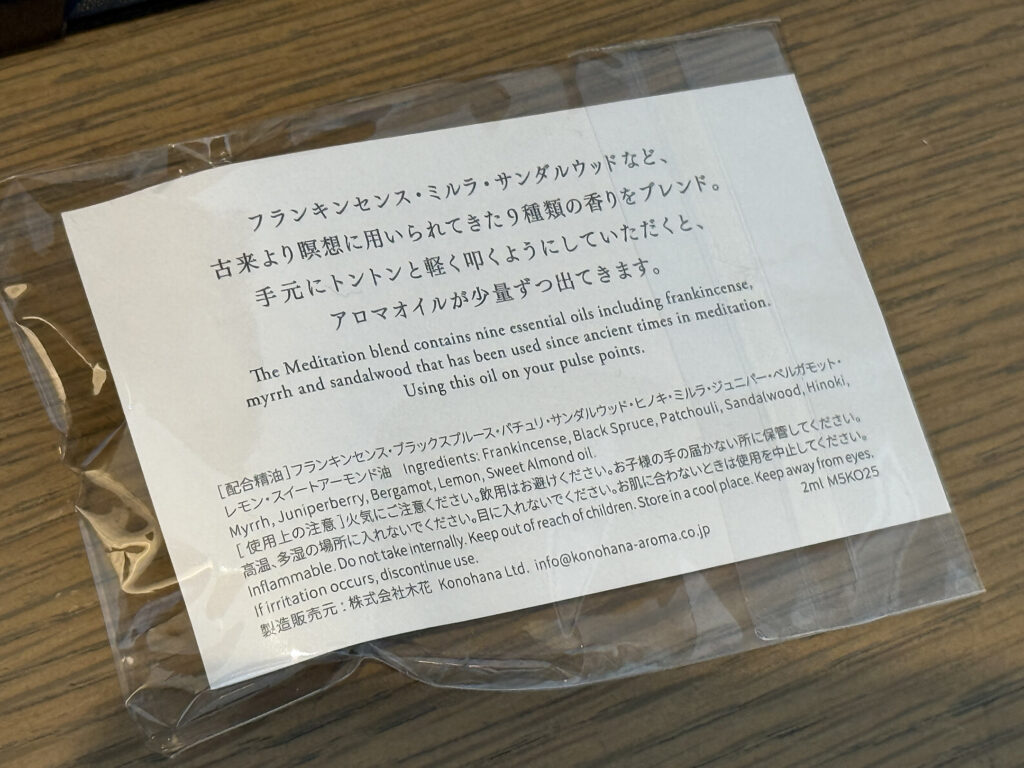 フランキンセンス・ミルラ・サンダルウッドなど、
古来より瞑想に用いられてきた9種類の香りをブレンド。
手元にトントンと軽く叩くようにしていただくと、
アロマオイルが少量ずつ出てきます。
The Meditation blend contains nine essential oils including frankincense,
myrrh and sandalwood that has been used since ancient times in meditation.
Using this oil on your pulse points.
[配合精油]フランキンセンス・ブラックスプルース・パチュリ・サンダルウッド・ヒノキ・ミルラ・ジュニパー・ベルガモット・
レモン・スイートアーモンド油 Ingredients: Frankincense, Black Spruce, Patchouli, Sandalwood, Hinoki,
Myrrh, Juniperberry, Bergamot, Lemon, Sweet Almond oil.
[使用上の注意]火気にご注意ください。飲用はお避けください。お子様の手の届かない所に保管してください。
高温、多湿の場所に入れないでください。目に入れないでください。お肌に合わないときは使用を中止してください。
Inflammable. Do not take internally. Keep out of reach of children. Store in a cool place. Keep away from eyes.
If irritation occurs, discontinue use.
2ml M5KO25
製造販売元:株式会社木花 Konohana Ltd. info@konohana-aroma.co.jp